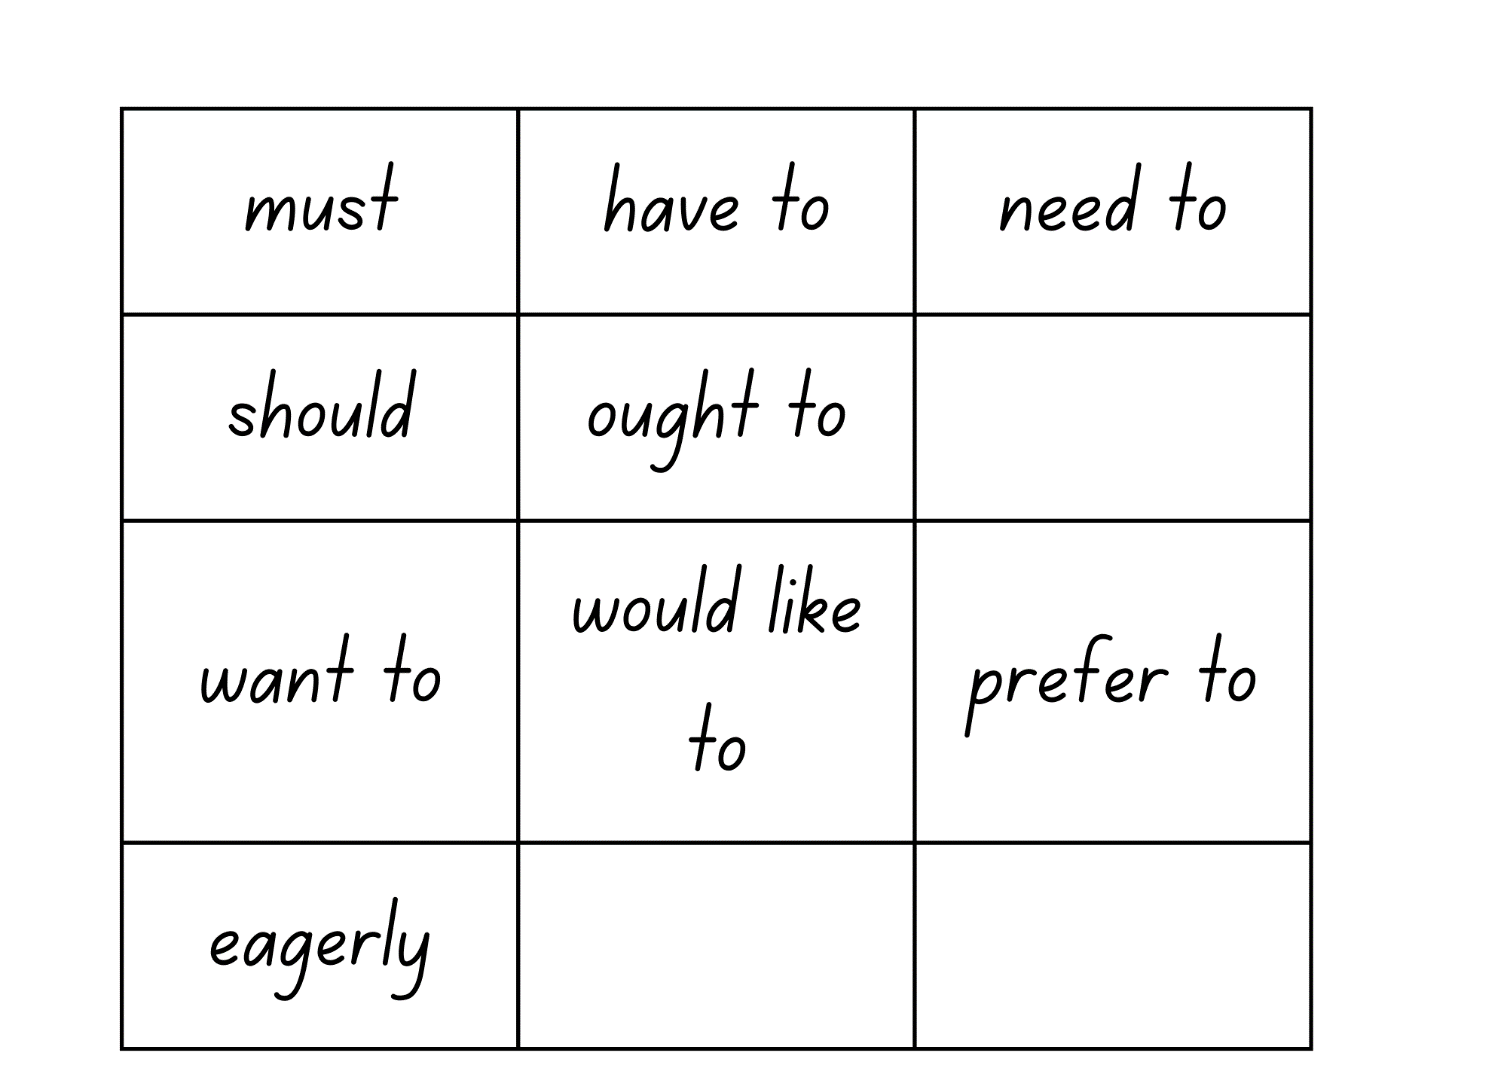 must have to need to
should ought to
want to would like to prefer to
eagerly